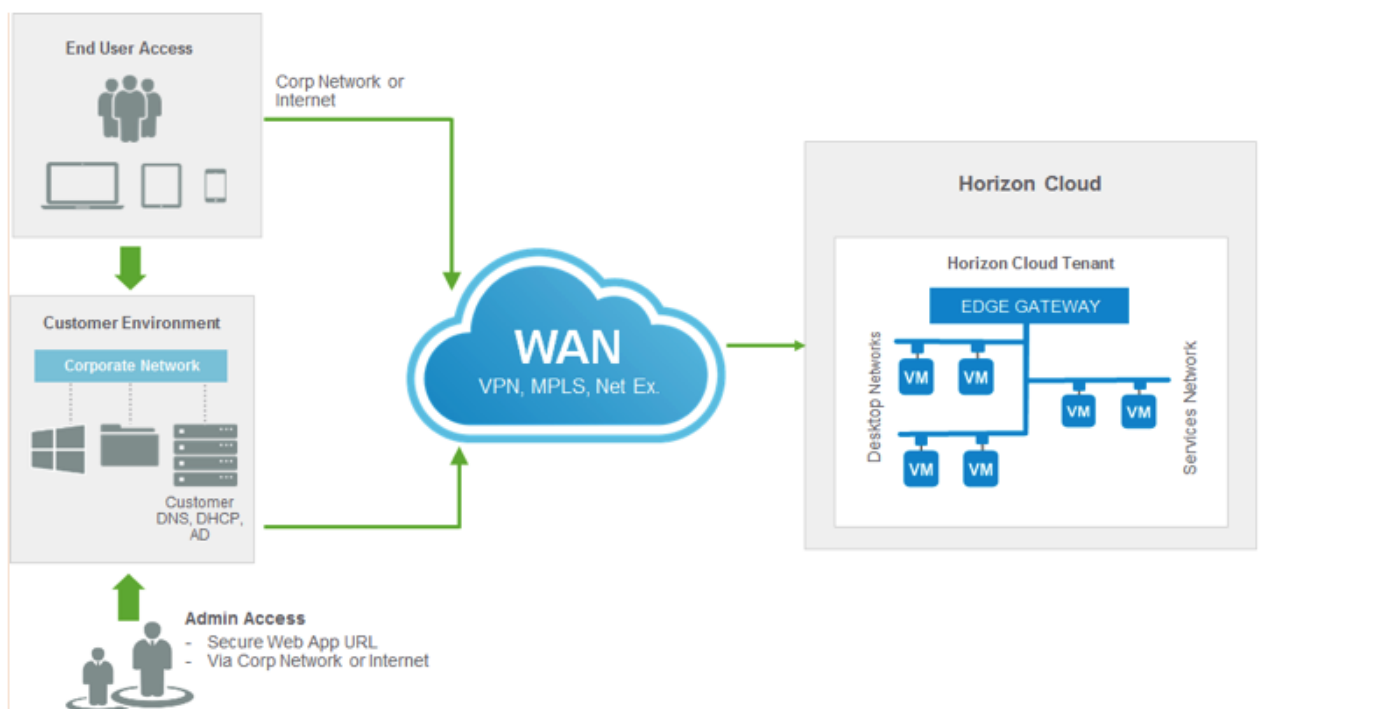 End User Access
Corp Network or
Internet
Customer Environment
Corporate Network
Customer
DNS, DHCP,
AD
Admin Access
- Secure Web App URL
- Via Corp Network or Internet
WAN
VPN, MPLS, Net Ex.
Horizon Cloud
Horizon Cloud Tenant
EDGE GATEWAY
Desktop Networks
VM
VM
VM
VM
VM
VM
Services Network